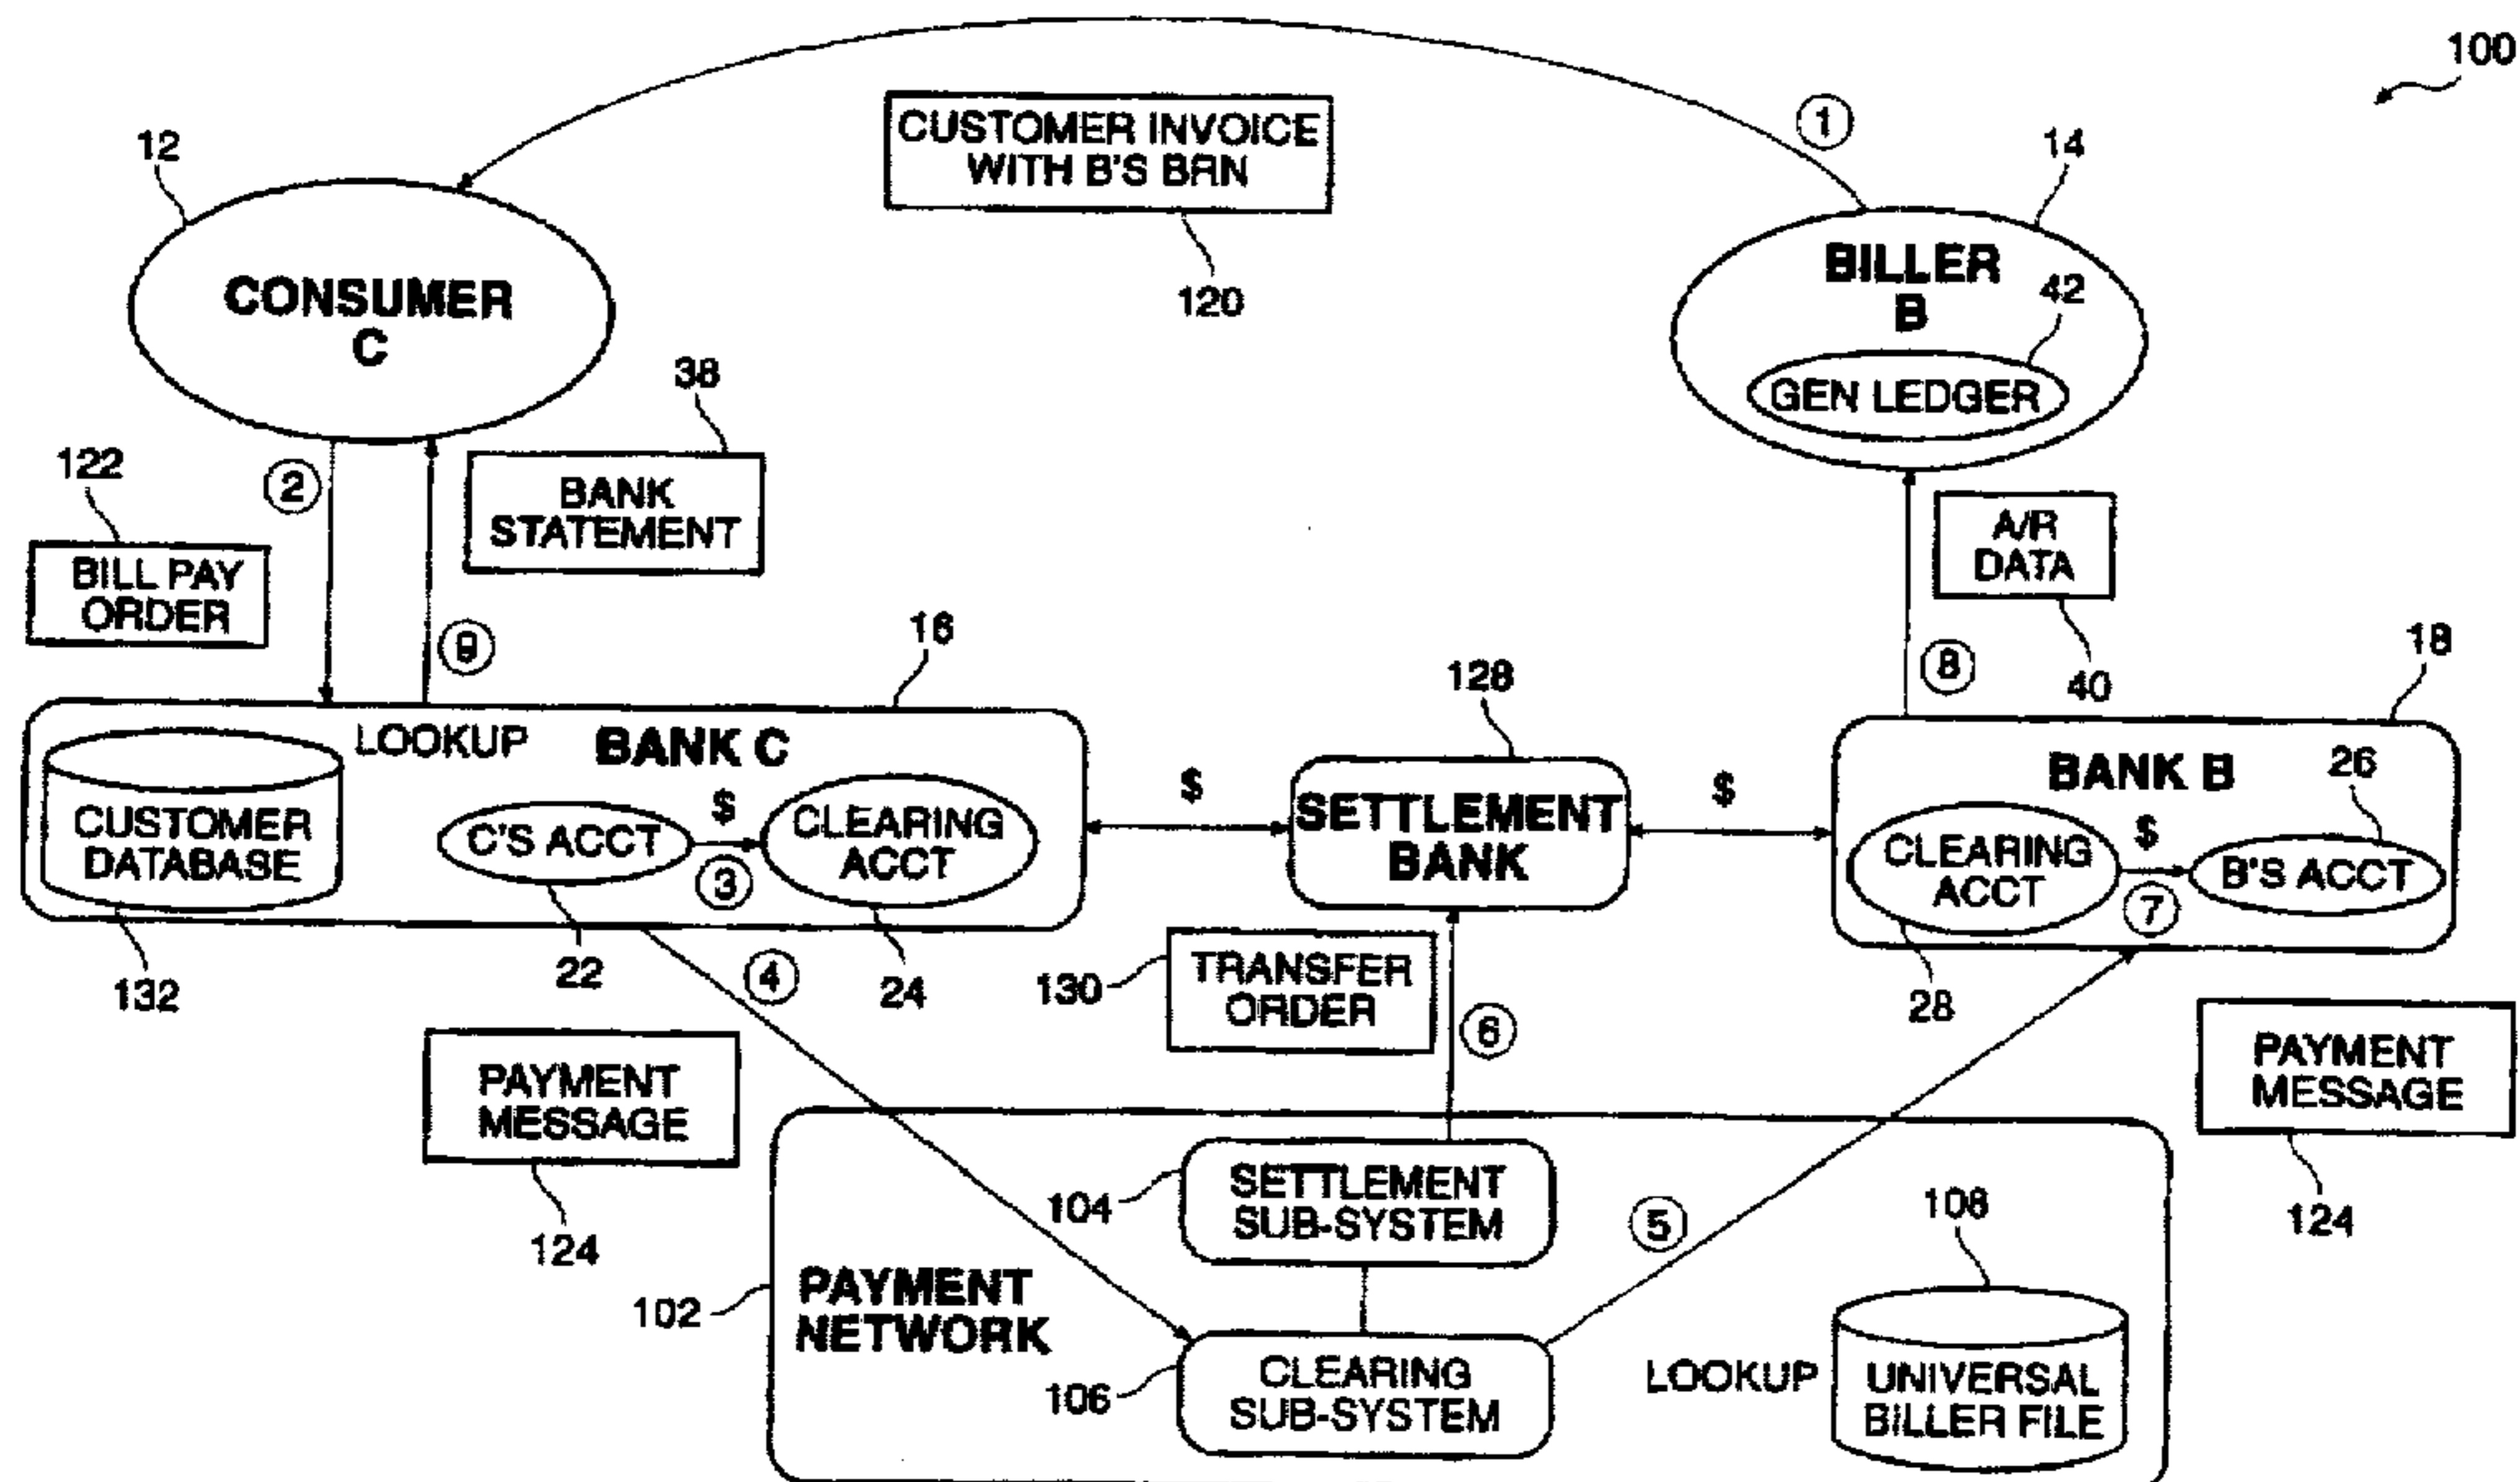 100
1
CUSTOMER INVOICE
WITH B'S BRN
120
12
CONSUMER
C
14
BILLER
B
42
GEN LEDGER
38
BANK
STATEMENT
122
2
BILL PAY
ORDER
9
A/R
DATA
40
8
16
LOOKUP
BANK C
CUSTOMER
DATABASE
132
C'S ACCT
22
$
3
CLEARING
ACCT
24
$
128
SETTLEMENT
BANK
$
18
BANK B
26
CLEARING
ACCT
28
$
7
B'S ACCT
4
PAYMENT
MESSAGE
124
130
TRANSFER
ORDER
6
PAYMENT
MESSAGE
124
102
PAYMENT
NETWORK
104
SETTLEMENT
SUB-SYSTEM
5
106
CLEARING
SUB-SYSTEM
108
LOOKUP
UNIVERSAL
BILLER FILE